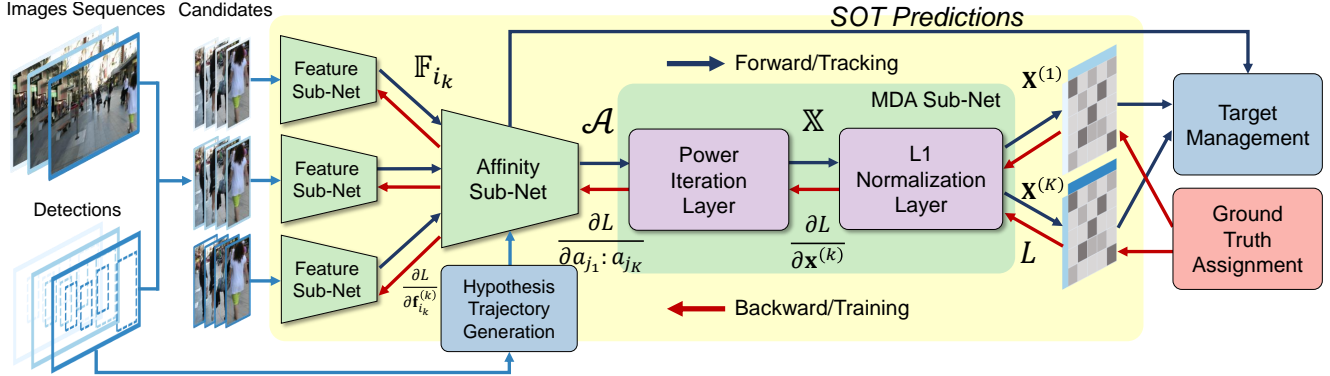 Images Sequences
Candidates
SOT Predictions
Feature
Sub-Net
𝔽_{i_k}
Forward/Tracking
𝐗^{(1)}
MDA Sub-Net
Target
Management
Feature
Sub-Net
Affinity
Sub-Net
𝒜
Power
Iteration
Layer
𝕏
L1
Normalization
Layer
𝐗^{(K)}
Detections
Feature
Sub-Net
∂L
∂𝐟_{i_k}^{(k)}
Hypothesis
Trajectory
Generation
∂L
∂a_{j_1}: a_{j_K}
∂L
∂𝐱^{(k)}
L
Ground
Truth
Assignment
Backward/Training